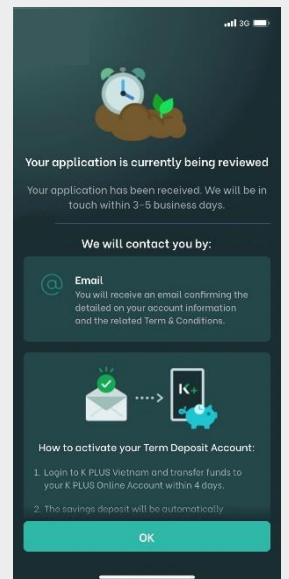 3G
Your application is currently being reviewed
Your application has been received. We will be in
touch within 3-5 business days.
We will contact you by:
@
Email
You will receive an email confirming the
detailed on your account information
and the related Term & Conditions.
K+
How to activate your Term Deposit Account:
1. Login to K PLUS Vietnam and transfer funds to
your K PLUS Online Account within 4 days.
2. The savings deposit will be automatically
OK